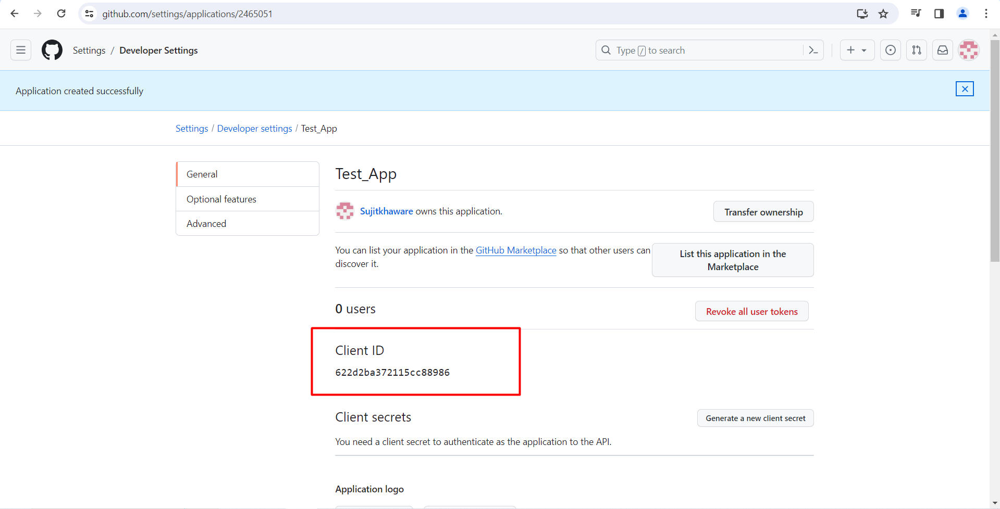 github.com/settings/applications/2465051
Settings / Developer Settings
Type / to search
Application created successfully
Settings / Developer settings / Test_App
General
Optional features
Advanced
Test_App
Sujitkhaware owns this application.
Transfer ownership
You can list your application in the GitHub Marketplace so that other users can
discover it.
List this application in the
Marketplace
0 users
Revoke all user tokens
Client ID
622d2ba372115cc88986
Client secrets
Generate a new client secret
You need a client secret to authenticate as the application to the API.
Application logo